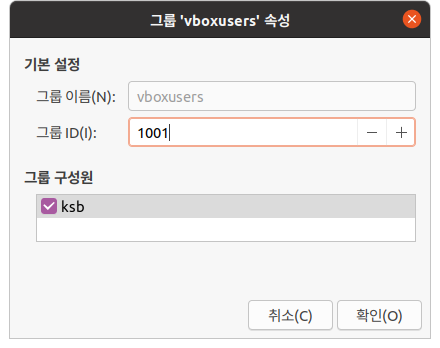 그룹 'vboxusers' 속성
기본 설정
그룹 이름(N): vboxusers
그룹 ID(I): 1001
그룹 구성원
ksb
취소(C) 확인(O)